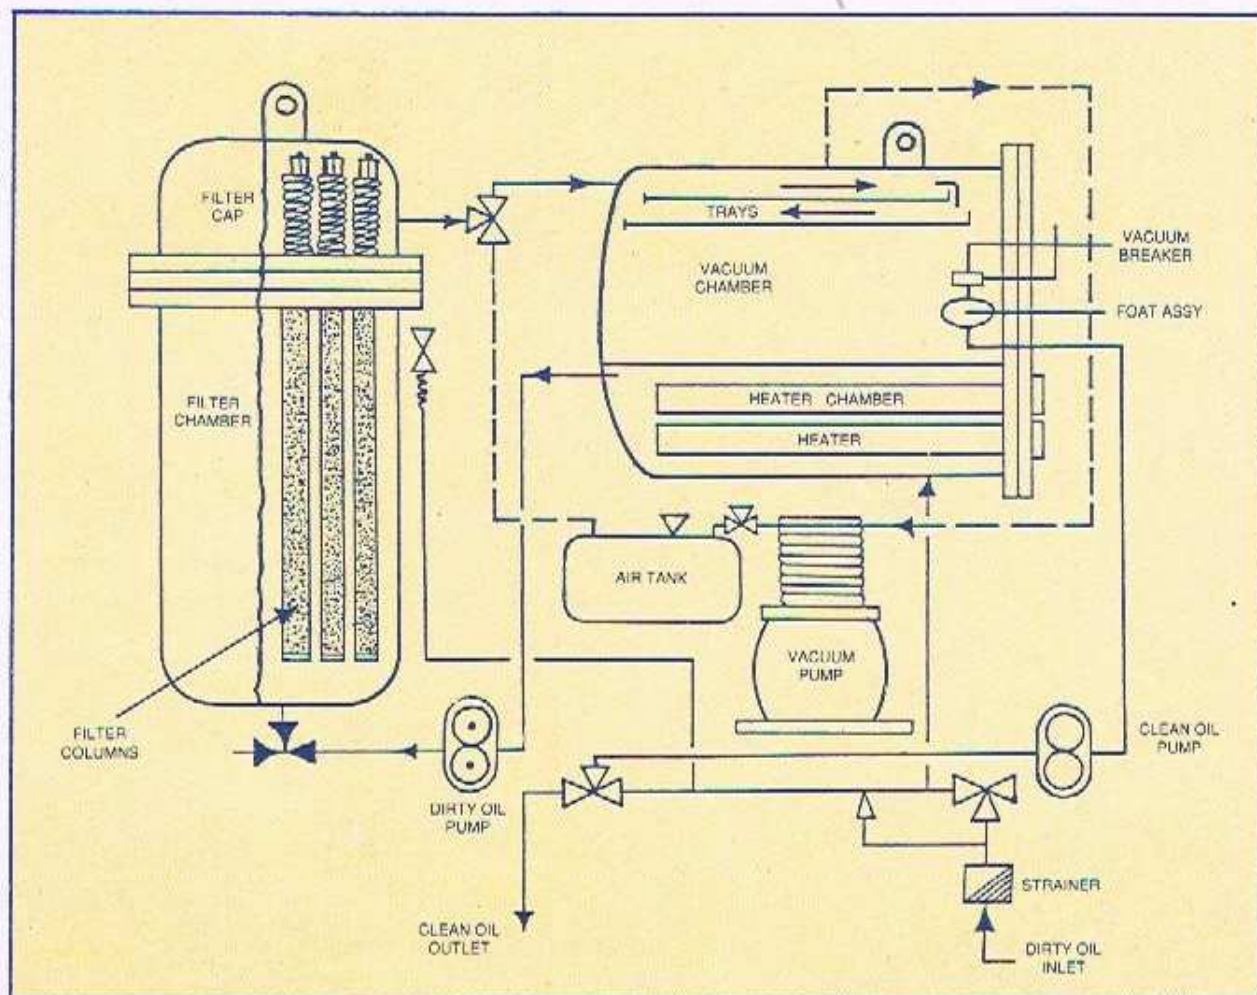 FILTER
CAP
TRAYS
VACUUM
CHAMBER
VACUUM
BREAKER
FOAT ASSY
FILTER
CHAMBER
HEATER CHAMBER
HEATER
AIR TANK
VACUUM
PUMP
FILTER
COLUMNS
CLEAN OIL
PUMP
DIRTY OIL
PUMP
STRAINER
CLEAN OIL
OUTLET
DIRTY OIL
INLET